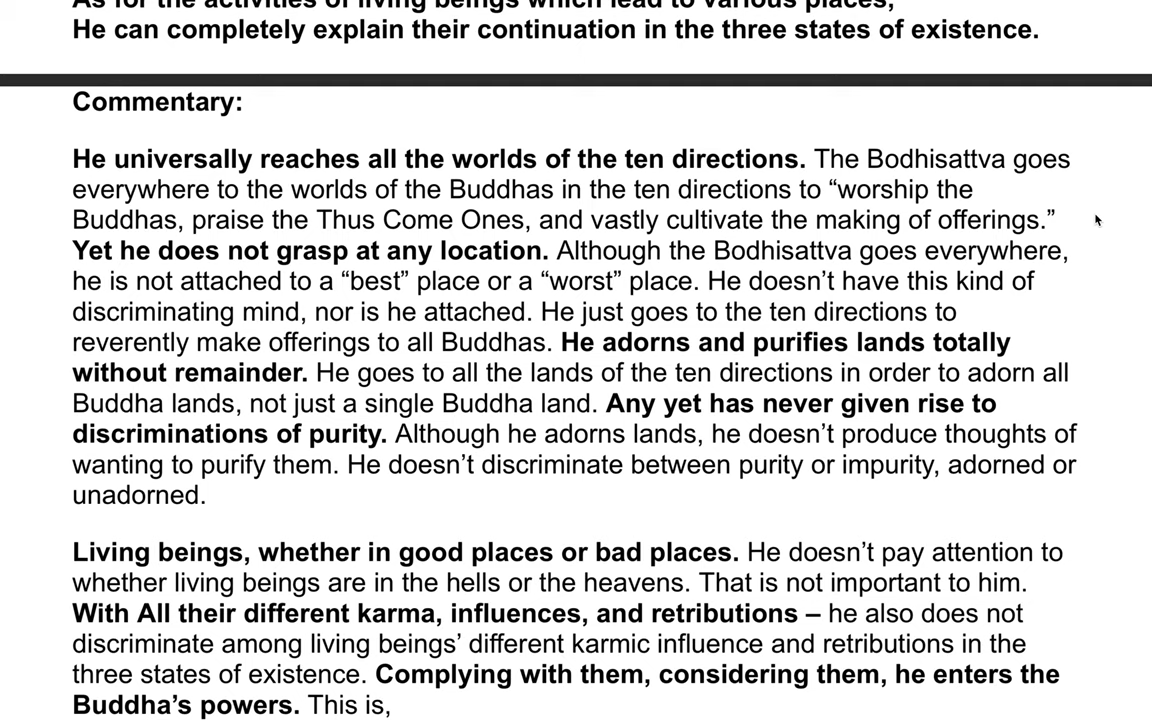 As for the activities of living beings which lead to various places,
He can completely explain their continuation in the three states of existence.
Commentary:
He universally reaches all the worlds of the ten directions. The Bodhisattva goes
everywhere to the worlds of the Buddhas in the ten directions to “worship the
Buddhas, praise the Thus Come Ones, and vastly cultivate the making of offerings.”
Yet he does not grasp at any location. Although the Bodhisattva goes everywhere,
he is not attached to a “best” place or a “worst” place. He doesn’t have this kind of
discriminating mind, nor is he attached. He just goes to the ten directions to
reverently make offerings to all Buddhas. He adorns and purifies lands totally
without remainder. He goes to all the lands of the ten directions in order to adorn all
Buddha lands, not just a single Buddha land. Any yet has never given rise to
discriminations of purity. Although he adorns lands, he doesn’t produce thoughts of
wanting to purify them. He doesn’t discriminate between purity or impurity, adorned or
unadorned.
Living beings, whether in good places or bad places. He doesn’t pay attention to
whether living beings are in the hells or the heavens. That is not important to him.
With All their different karma, influences, and retributions – he also does not
discriminate among living beings’ different karmic influence and retributions in the
three states of existence. Complying with them, considering them, he enters the
Buddha’s powers. This is,